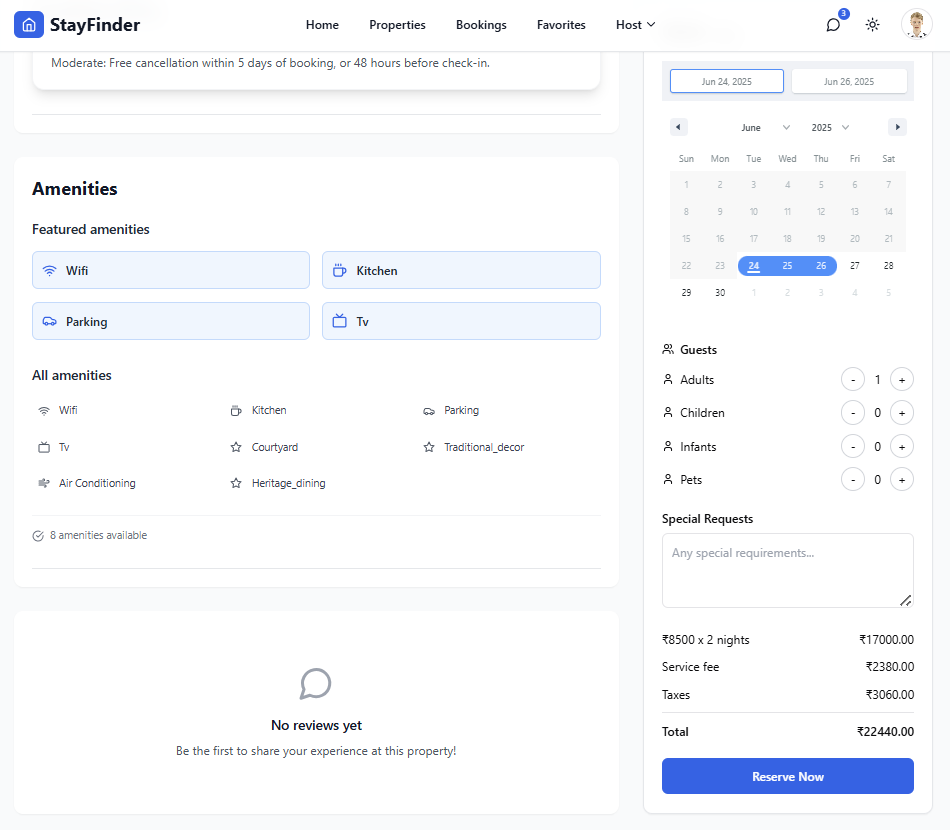 StayFinder
Home Properties Bookings Favorites Host
3
Moderate: Free cancellation within 5 days of booking, or 48 hours before check-in.
Amenities
Featured amenities
Wifi Kitchen
Parking Tv
All amenities
Wifi Kitchen Parking
Tv Courtyard Traditional_decor
Air Conditioning Heritage_dining
8 amenities available
No reviews yet
Be the first to share your experience at this property!
Jun 24, 2025 Jun 26, 2025
June 2025
Sun Mon Tue Wed Thu Fri Sat
1 2 3 4 5 6 7
8 9 10 11 12 13 14
15 16 17 18 19 20 21
22 23 24 25 26 27 28
29 30 1 2 3 4 5
Guests
Adults - 1 +
Children - 0 +
Infants - 0 +
Pets - 0 +
Special Requests
Any special requirements...
₹8500 x 2 nights ₹17000.00
Service fee ₹2380.00
Taxes ₹3060.00
Total ₹22440.00
Reserve Now